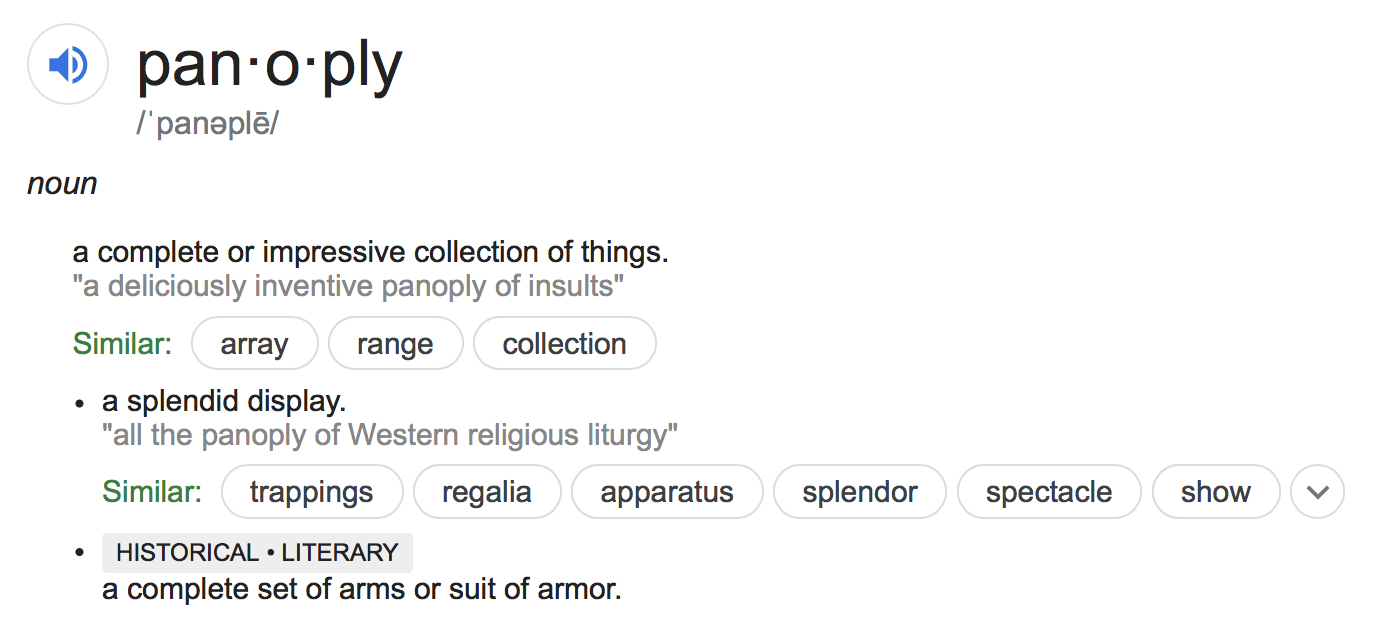 pan·o·ply
/ˈpanəplē/
noun
a complete or impressive collection of things.
"a deliciously inventive panoply of insults"
Similar: array range collection
• a splendid display.
"all the panoply of Western religious liturgy"
Similar: trappings regalia apparatus splendor spectacle show
• HISTORICAL • LITERARY
a complete set of arms or suit of armor.